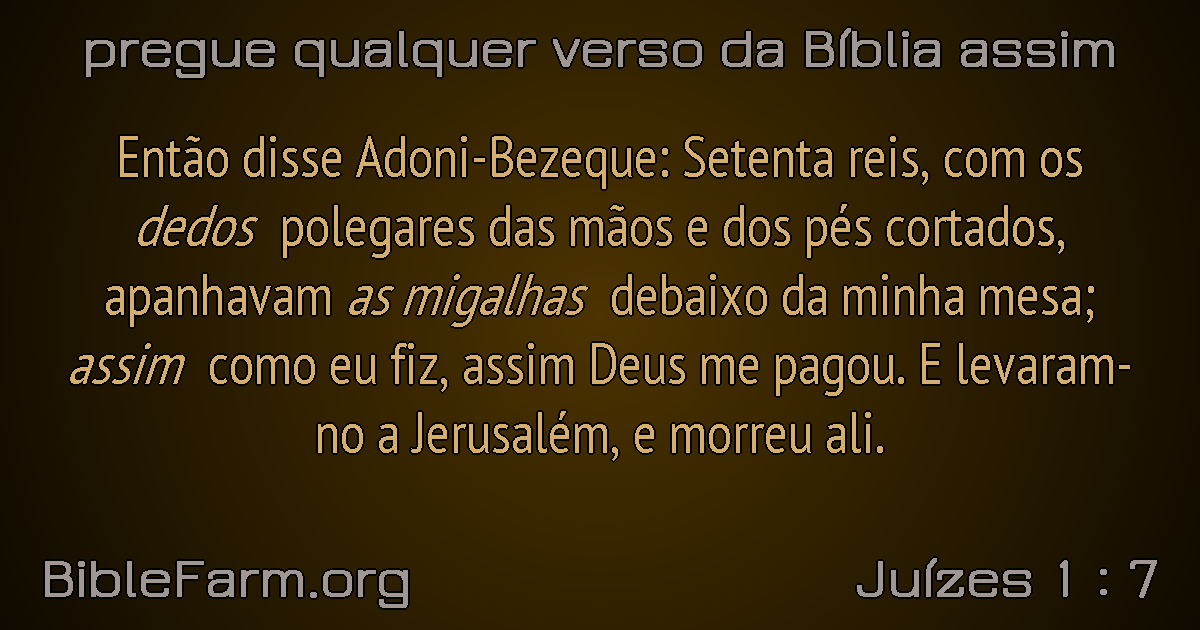 pregue qualquer verso da Bíblia assim
Então disse Adoni-Bezeque: Setenta reis, com os
dedos polegares das mãos e dos pés cortados,
apanhavam as migalhas debaixo da minha mesa;
assim como eu fiz, assim Deus me pagou. E levaram-
no a Jerusalém, e morreu ali.
BibleFarm.org
Juízes 1 : 7